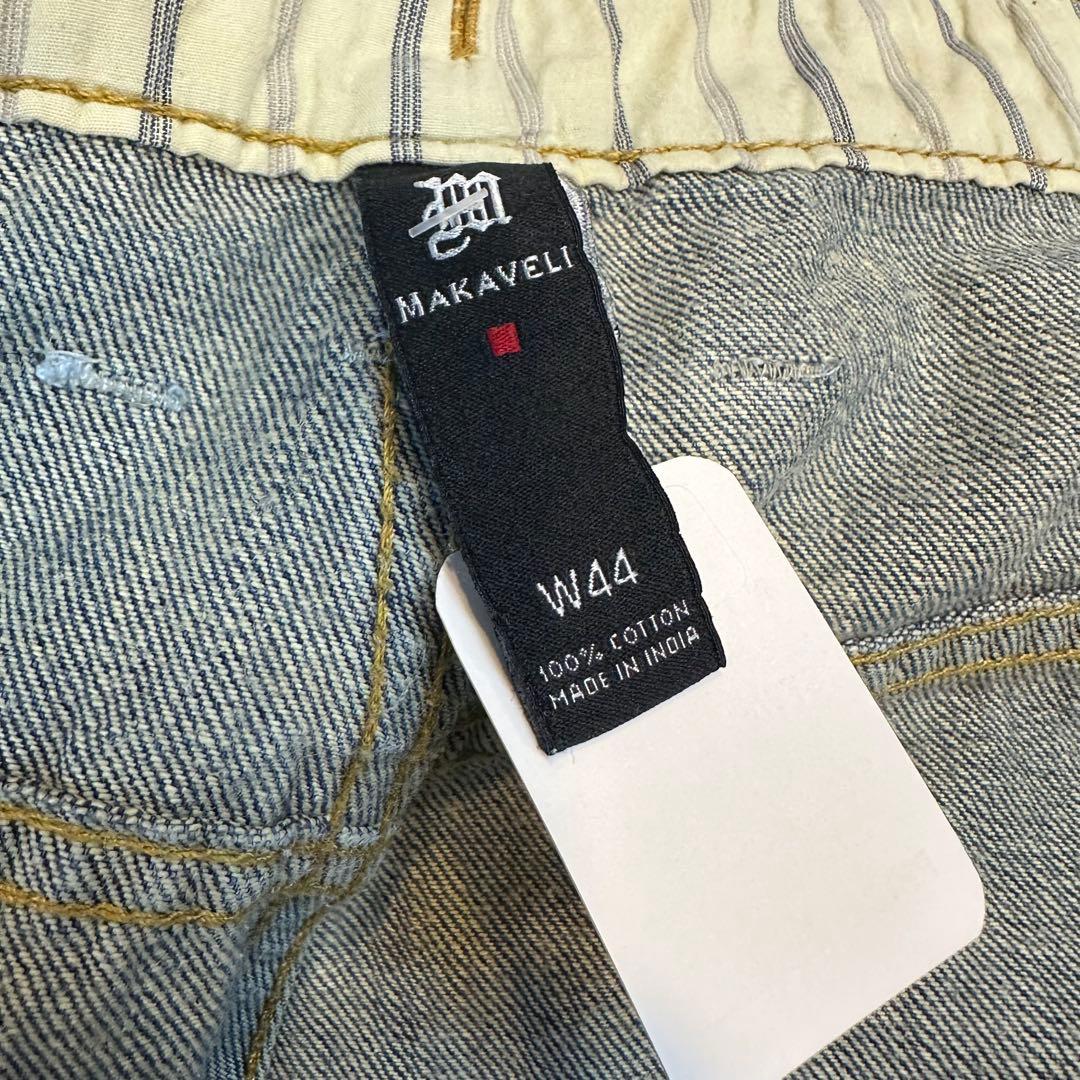 M
MAKAVELI
W44
100% COTTON
MADE IN INDIA